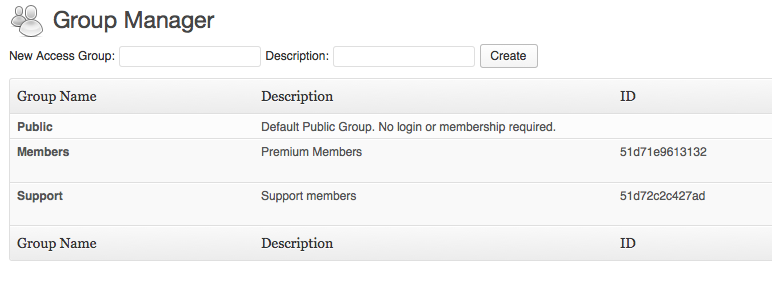 Group Manager
New Access Group: Description: Create
Group Name Description ID
Public Default Public Group. No login or membership required.
Members Premium Members 51d71e9613132
Support Support members 51d72c2c427ad
Group Name Description ID